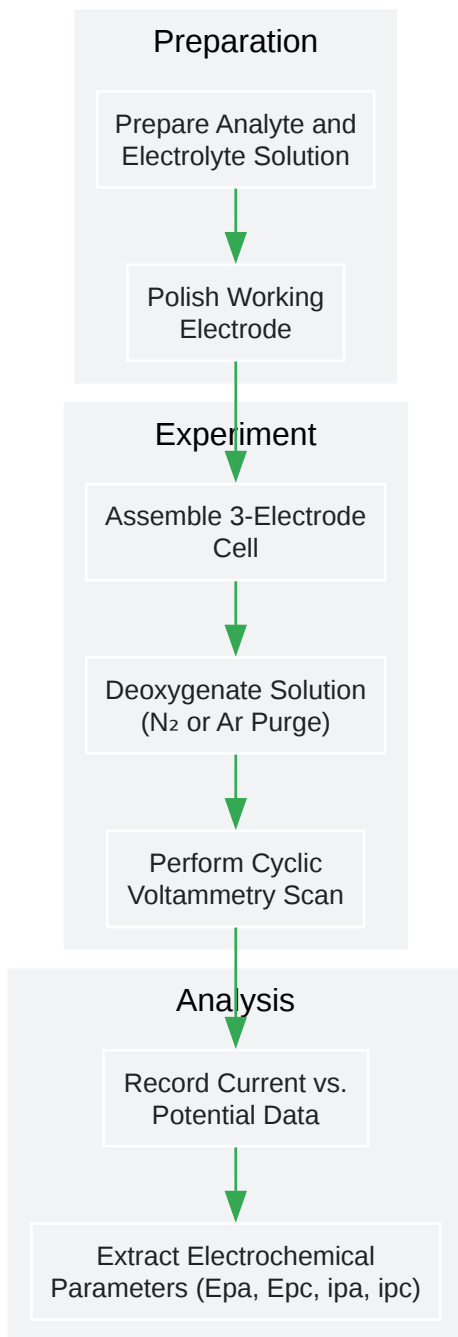 Preparation
Prepare Analyte and
Electrolyte Solution
Polish Working
Electrode
Experiment
Assemble 3-Electrode
Cell
Deoxygenate Solution
(N₂ or Ar Purge)
Perform Cyclic
Voltammetry Scan
Analysis
Record Current vs.
Potential Data
Extract Electrochemical
Parameters (Epa, Epc, ipa, ipc)